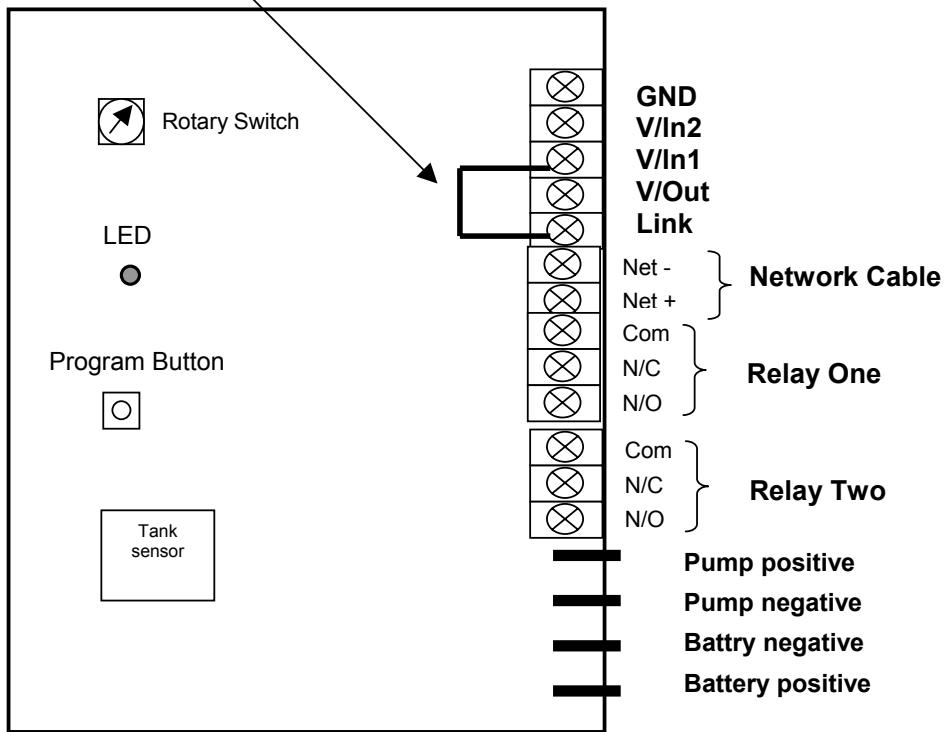 Rotary Switch
LED
Program Button
Tank
sensor
GND
V/In2
V/In1
V/Out
Link
Net -
Net +
Network Cable
Com
N/C
N/O
Relay One
Com
N/C
N/O
Relay Two
Pump positive
Pump negative
Battry negative
Battery positive